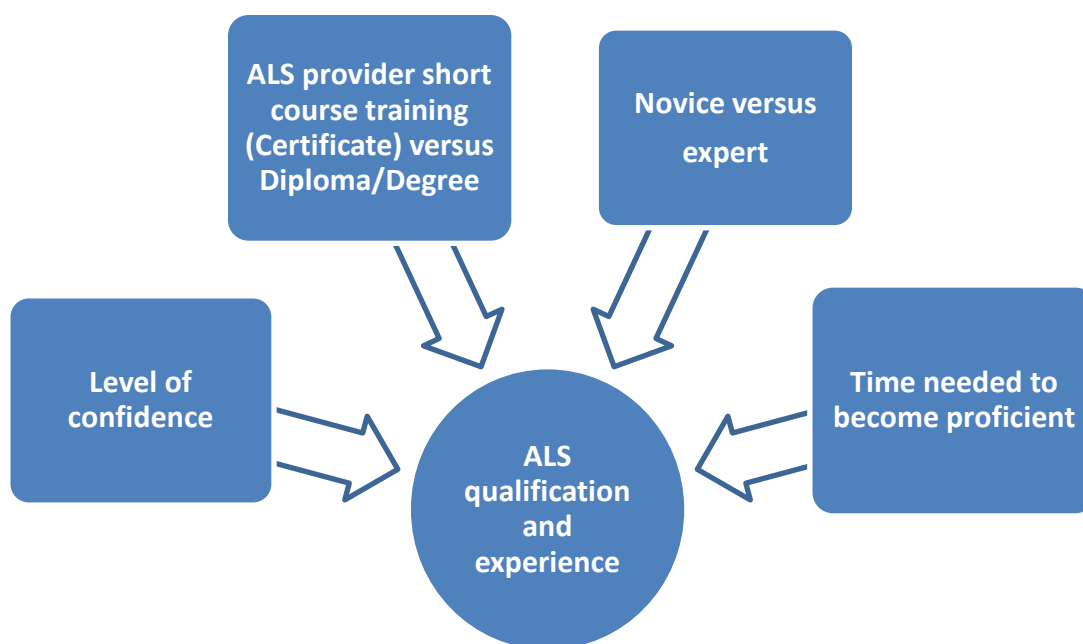 ALS provider short
course training
(Certificate) versus
Diploma/Degree
Novice versus
expert
Level of
confidence
Time needed to
become proficient
ALS
qualification
and
experience